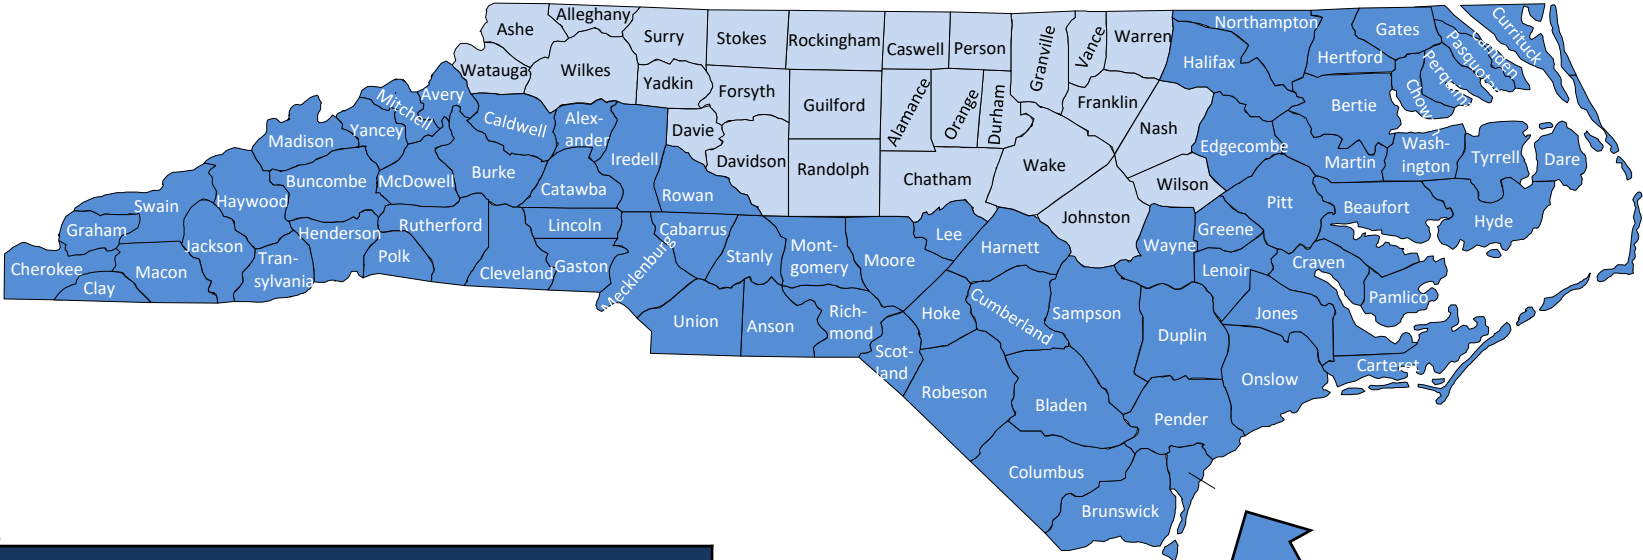 Ashe
Alleghany
Surry
Stokes
Rockingham
Caswell
Person
Granville
Vance
Warren
Northampton
Gates
Currituck
Camden
Pasquotank
Perquimans
Chowan
Hertford
Halifax
Watauga
Wilkes
Yadkin
Forsyth
Guilford
Alamance
Orange
Durham
Franklin
Nash
Bertie
Edgecombe
Martin
Wash-
ington
Tyrrell
Dare
Avery
Mitchell
Yancey
Madison
Caldwell
Alex-
ander
Iredell
Davie
Davidson
Randolph
Chatham
Wake
Wilson
Johnston
Pitt
Beaufort
Hyde
Swain
Haywood
Buncombe
McDowell
Burke
Catawba
Rowan
Graham
Jackson
Henderson
Rutherford
Lincoln
Cabarrus
Lee
Harnett
Wayne
Greene
Cherokee
Clay
Macon
Tran-
sylvania
Polk
Cleveland
Gaston
Mecklenburg
Stanly
Mont-
gomery
Moore
Lenoir
Craven
Pamlico
Jones
Union
Anson
Rich-
mond
Scot-
land
Hoke
Cumberland
Sampson
Duplin
Onslow
Carteret
Robeson
Bladen
Pender
Columbus
Brunswick